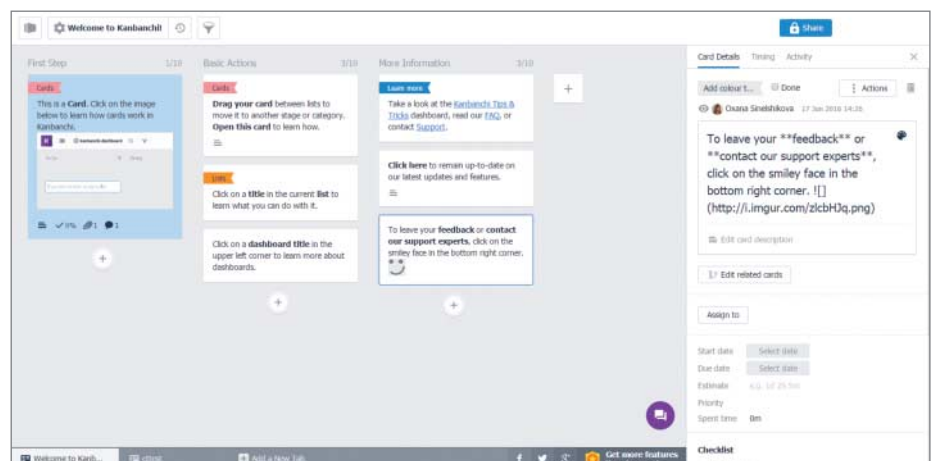 Welcome to Kanbanchi!
Share
First Step 1/10
Cards
This is a Card. Click on the image
below to learn how cards work in
Kanbanchi.
0%
1
1
Basic Actions 3/10
Cards
Drag your card between lists to
move it to another stage or category.
Open this card to learn how.
Lists
Click on a title in the current list to
learn what you can do with it.
Click on a dashboard title in the
upper left corner to learn more about
dashboards.
More Information 3/10
Learn more
Take a look at the Kanbanchi Tips &
Tricks dashboard, read our FAQ, or
contact Support.
Click here to remain up-to-date on
our latest updates and features.
To leave your feedback or contact
our support experts, click on the
smiley face in the bottom right corner.
Card Details Timing Activity
Add colour t... Done Actions
Oxana Sinelshikova 17 Jun 2016 14:26
To leave your **feedback** or
**contact our support experts**,
click on the smiley face in the
bottom right corner. ![]
(http://i.imgur.com/zlcbHJq.png)
Edit card description
Edit related cards
Assign to
Start date Select date
Due date Select date
Estimate
Priority
Spent time 0m
Checklist
Welcome to Kanb...
Add a New Tab
Get more features